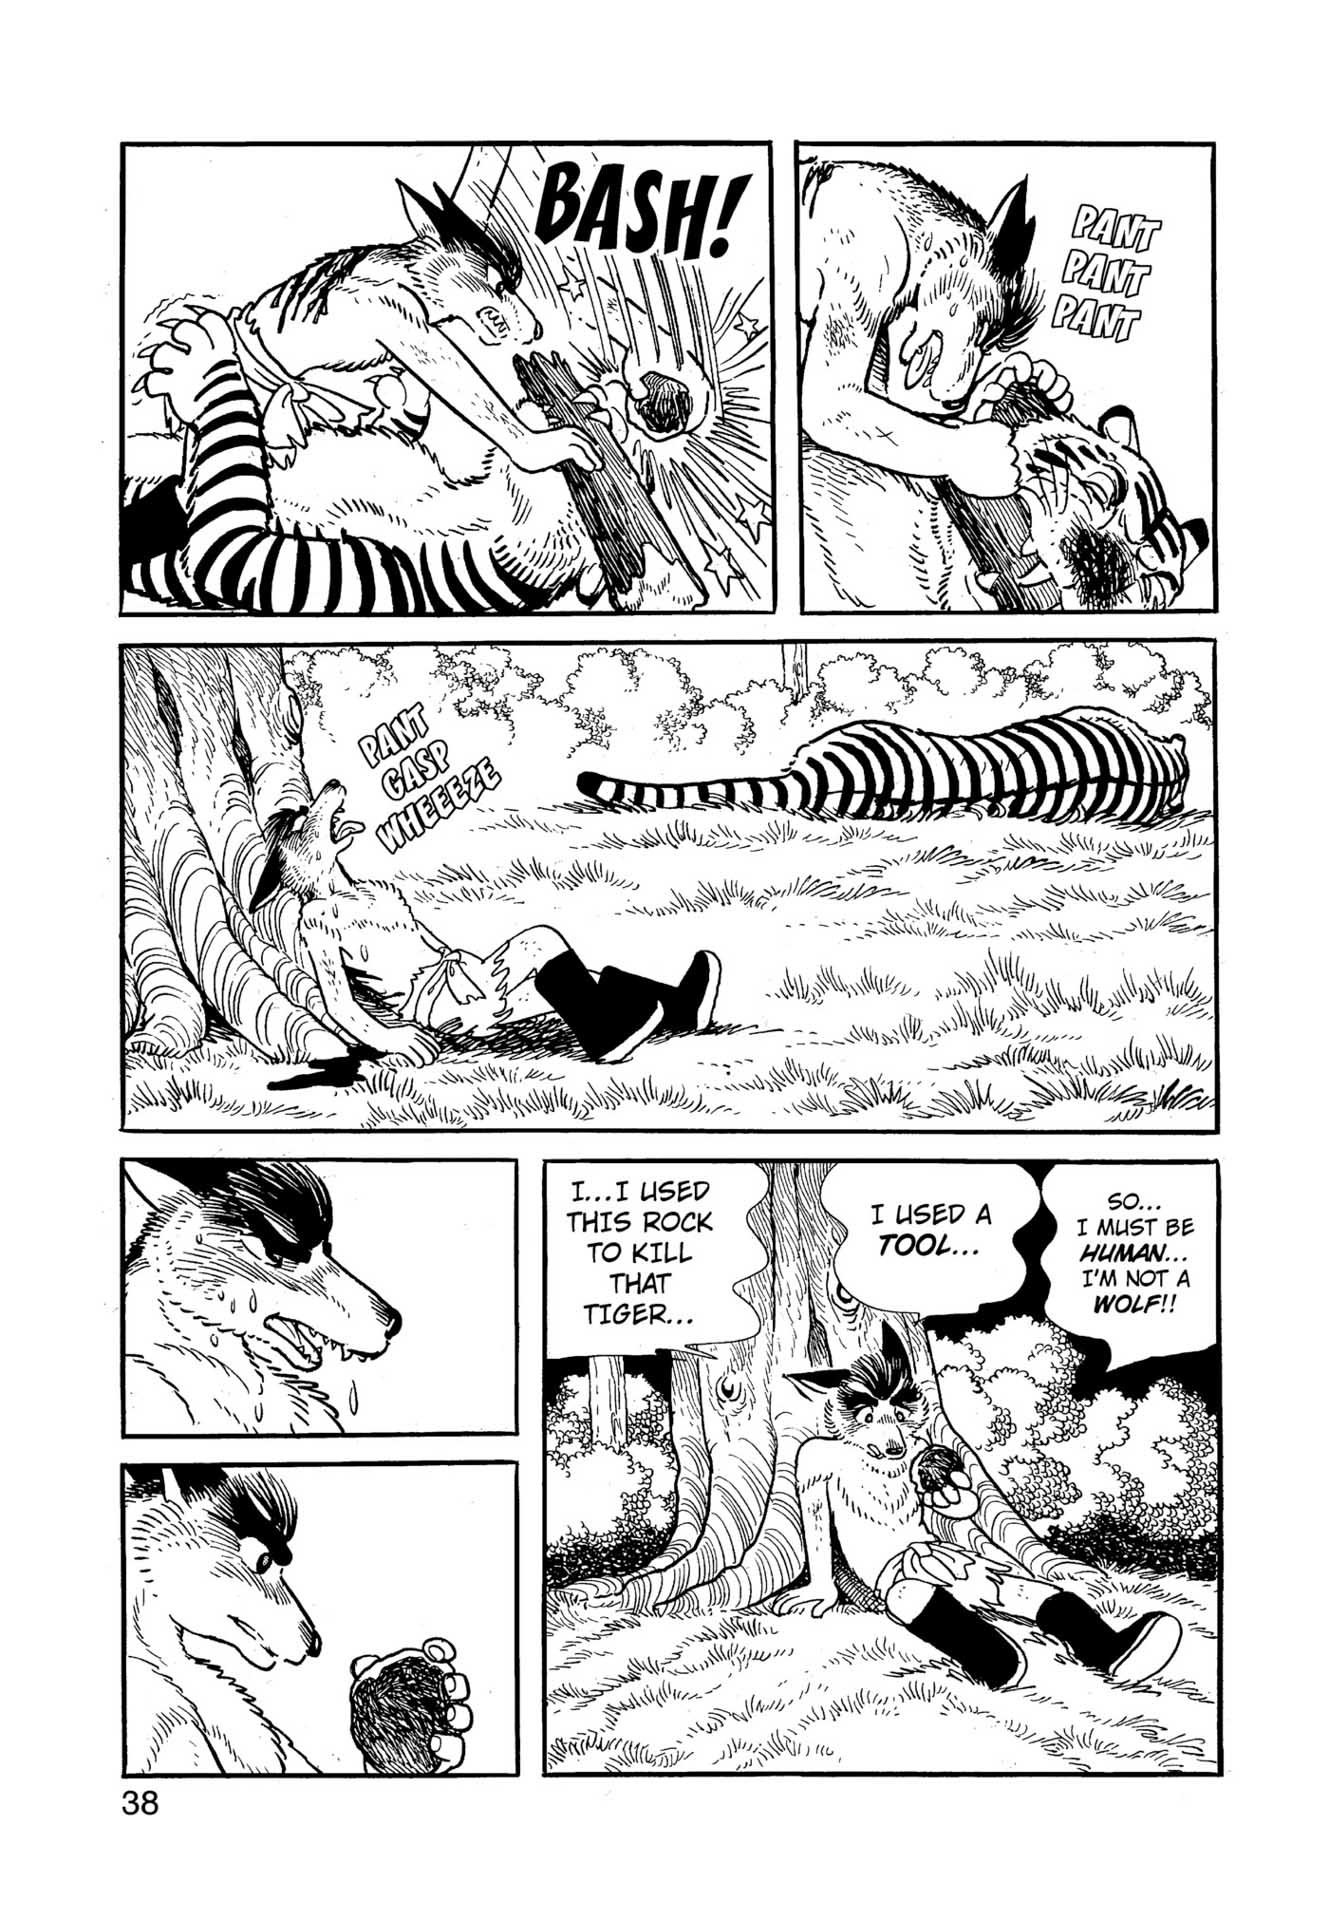 BASH!
PANT
PANT
PANT
PANT
GASP
WHEEEZE
I...I USED
THIS ROCK
TO KILL
THAT
TIGER...
I USED A
TOOL...
SO...
I MUST BE
HUMAN...
I'M NOT A
WOLF!!
38